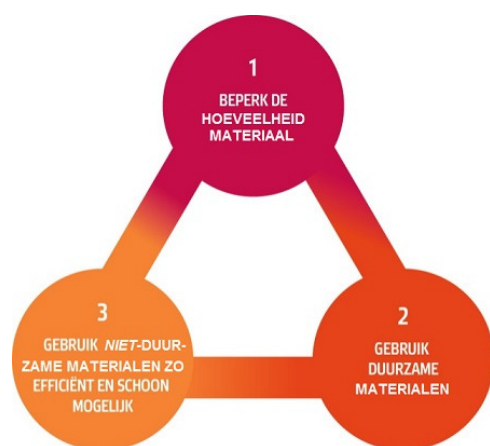 1
BEPERK DE
HOEVEELHEID
MATERIAAL
3
GEBRUIK NIET-DUUR-
ZAME MATERIALEN ZO
EFFICIËNT EN SCHOON
MOGELIJK
2
GEBRUIK
DUURZAME
MATERIALEN